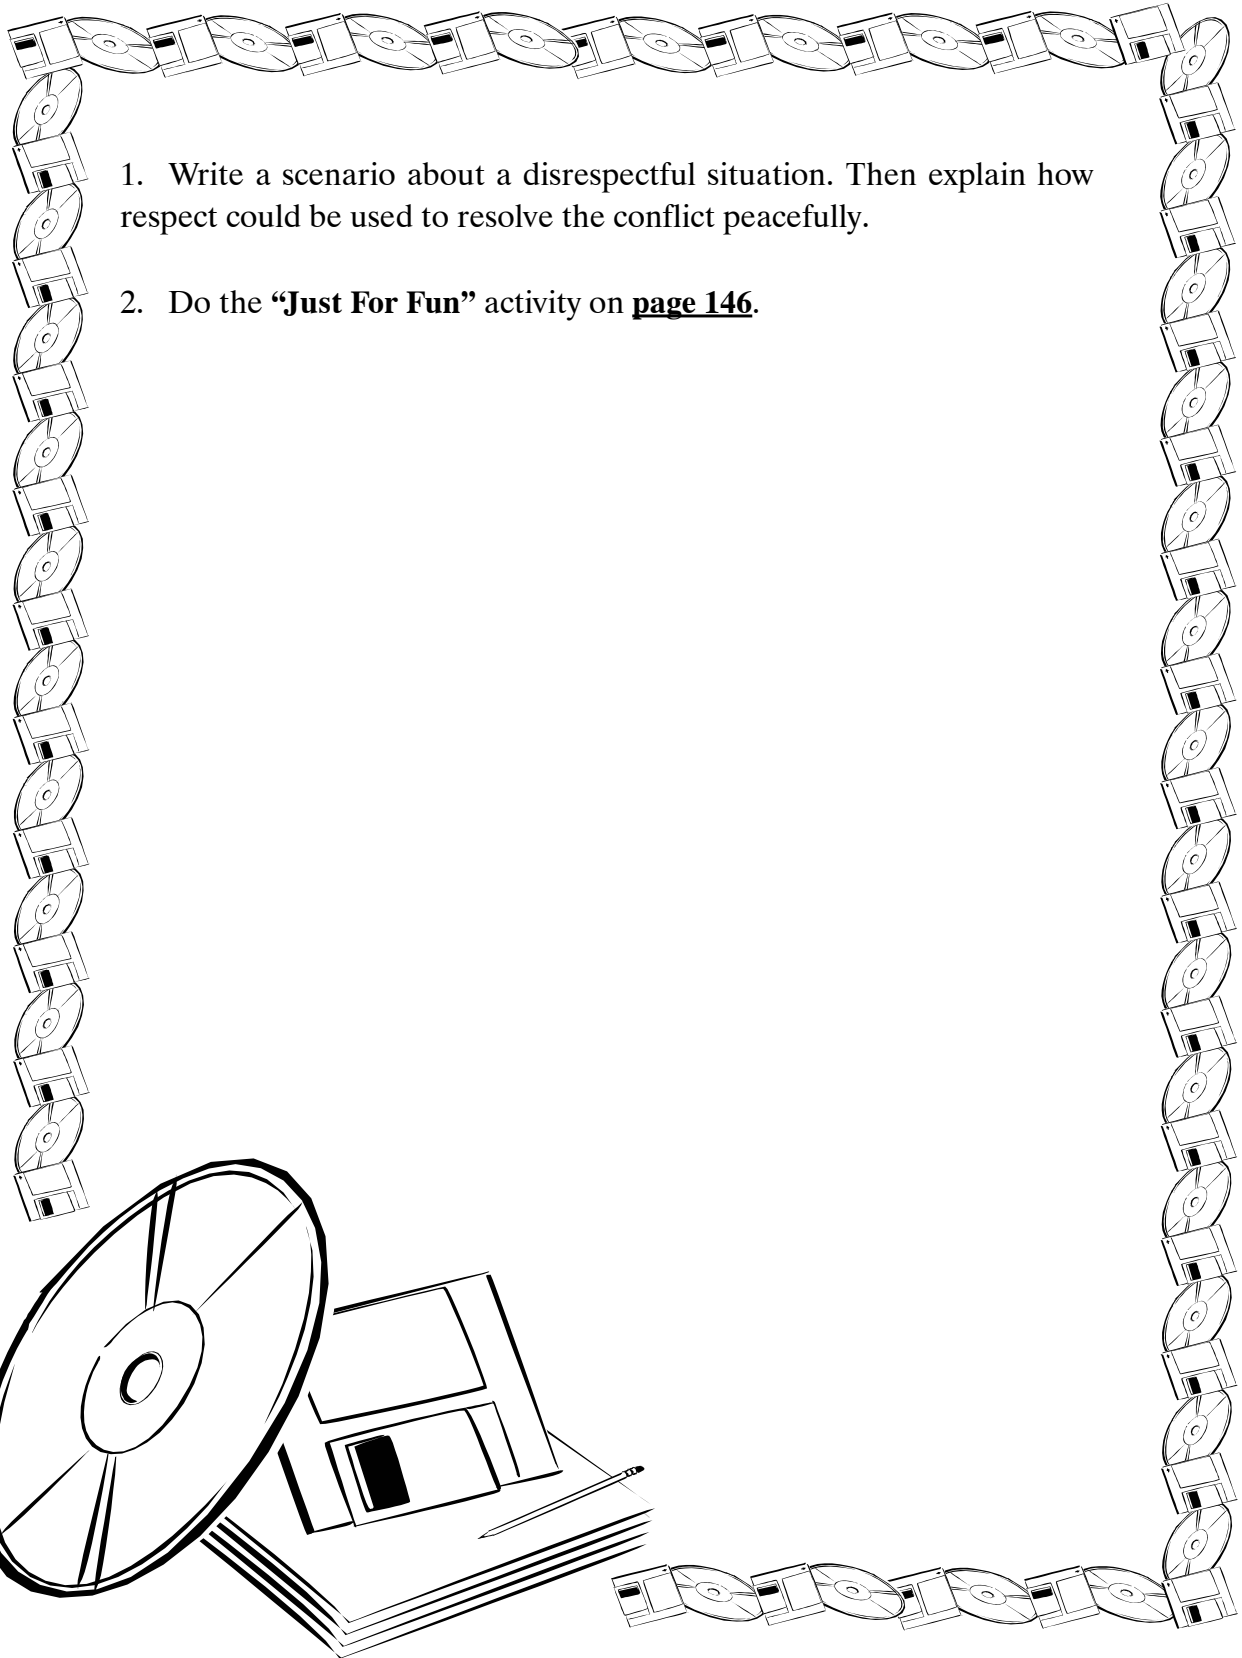 1. Write a scenario about a disrespectful situation. Then explain how
respect could be used to resolve the conflict peacefully.
2. Do the “Just For Fun” activity on page 146.